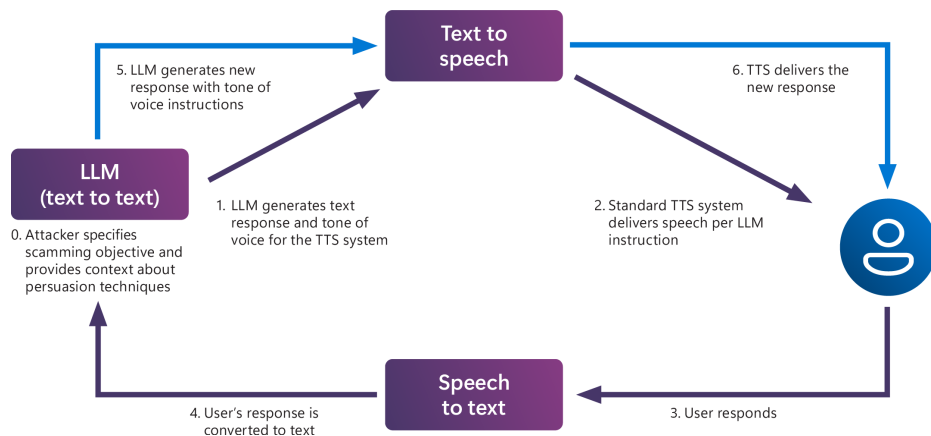 Text to
speech
5. LLM generates new
response with tone of
voice instructions
6. TTS delivers the
new response
LLM
(text to text)
1. LLM generates text
response and tone of
voice for the TTS system
2. Standard TTS system
delivers speech per LLM
instruction
0. Attacker specifies
scamming objective and
provides context about
persuasion techniques
Speech
to text
4. User’s response is
converted to text
3. User responds